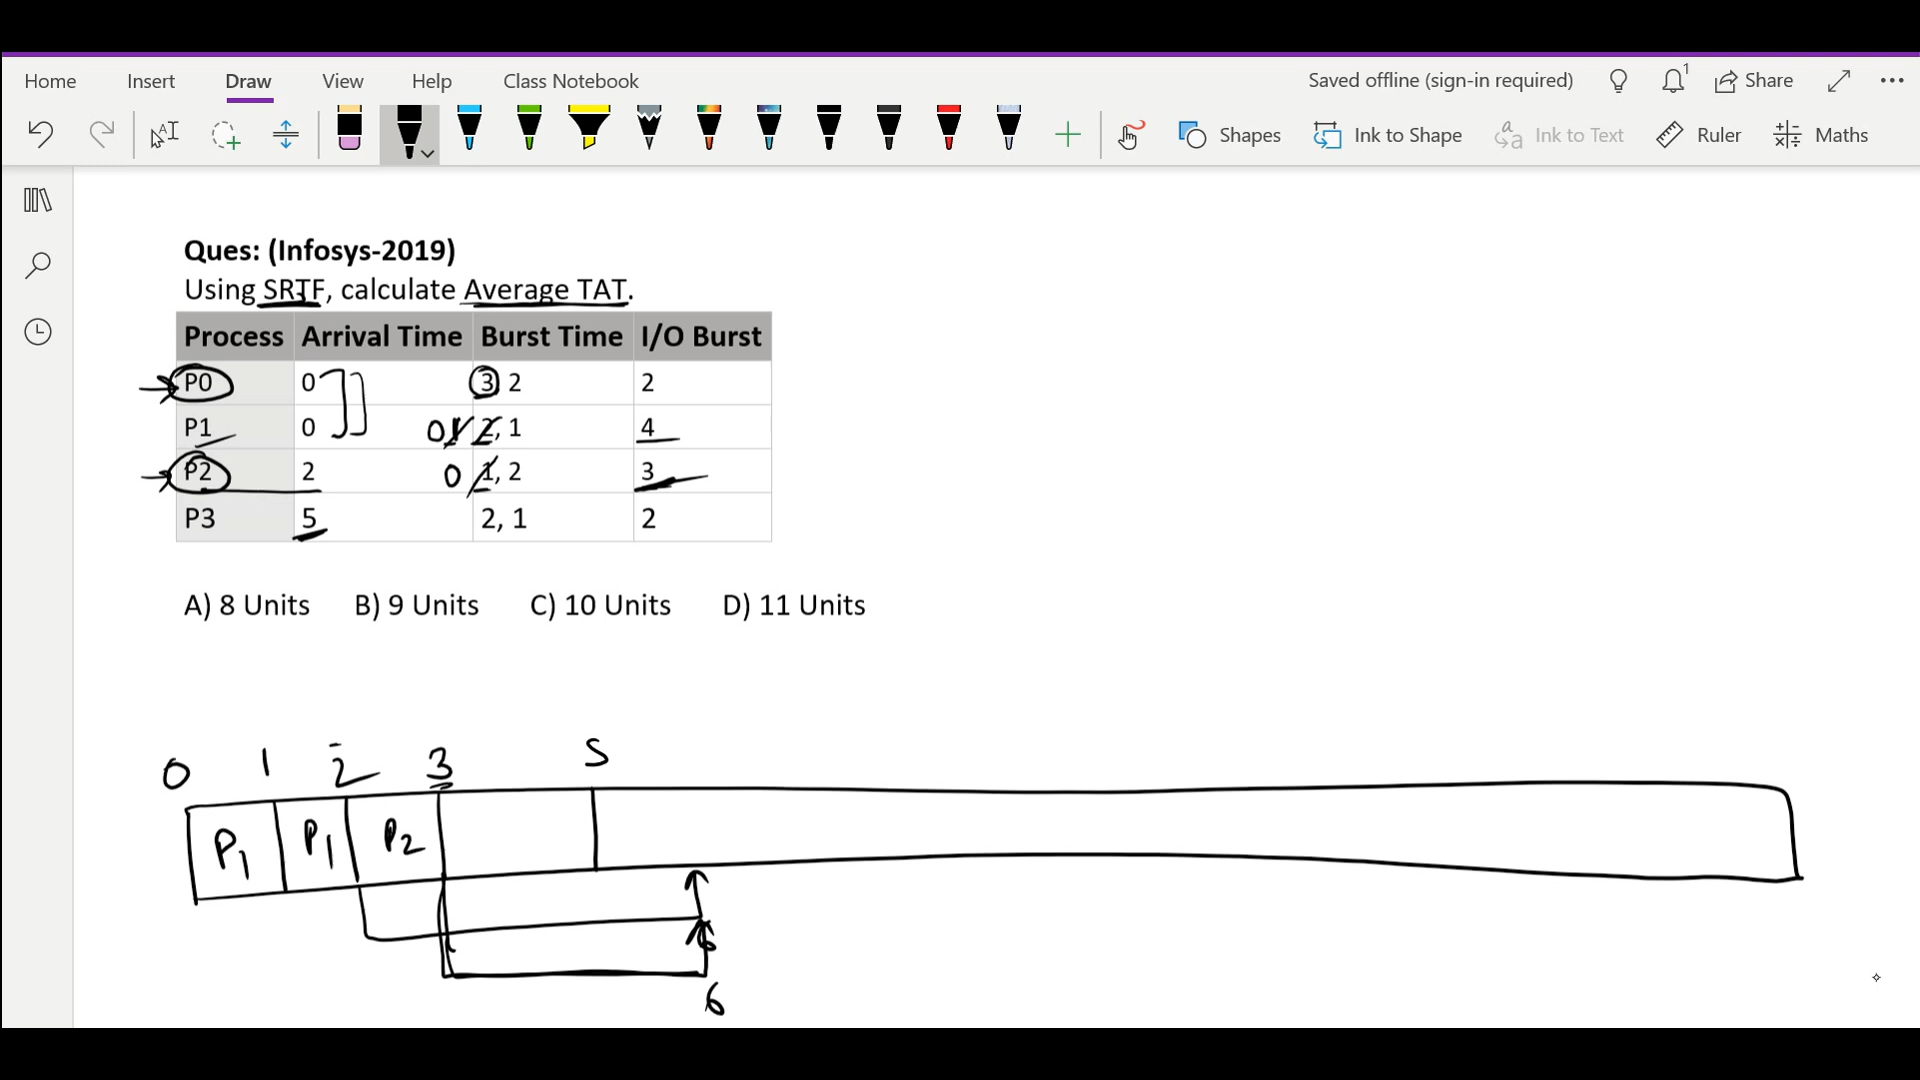 Home Insert Draw View Help Class Notebook Saved offline (sign-in required) 1 Share
Shapes Ink to Shape Ink to Text Ruler Maths
Ques: (Infosys-2019)
Using SRTF, calculate Average TAT.
Process Arrival Time Burst Time I/O Burst
P0 0 3, 2 2
P1 0 0 1 2, 1 4
P2 2 0 1, 2 3
P3 5 2, 1 2
A) 8 Units B) 9 Units C) 10 Units D) 11 Units
0 1 2 3 5
P1 P1 P2
6
6